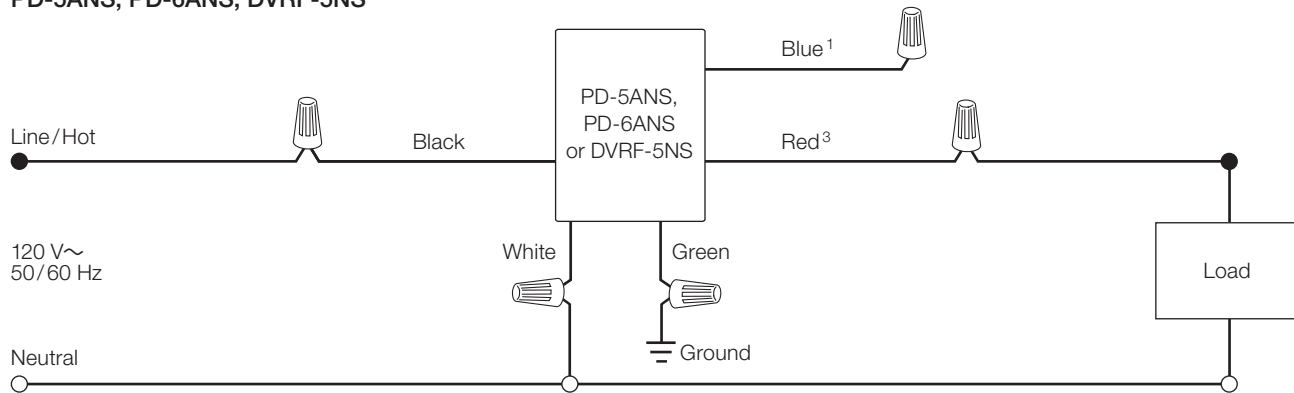 PD-5ANS, PD-6ANS, DVRF-5NS
Blue 1
PD-5ANS,
PD-6ANS
or DVRF-5NS
Line/Hot
Black
Red 3
120 V~
50/60 Hz
White
Green
Load
Ground
Neutral